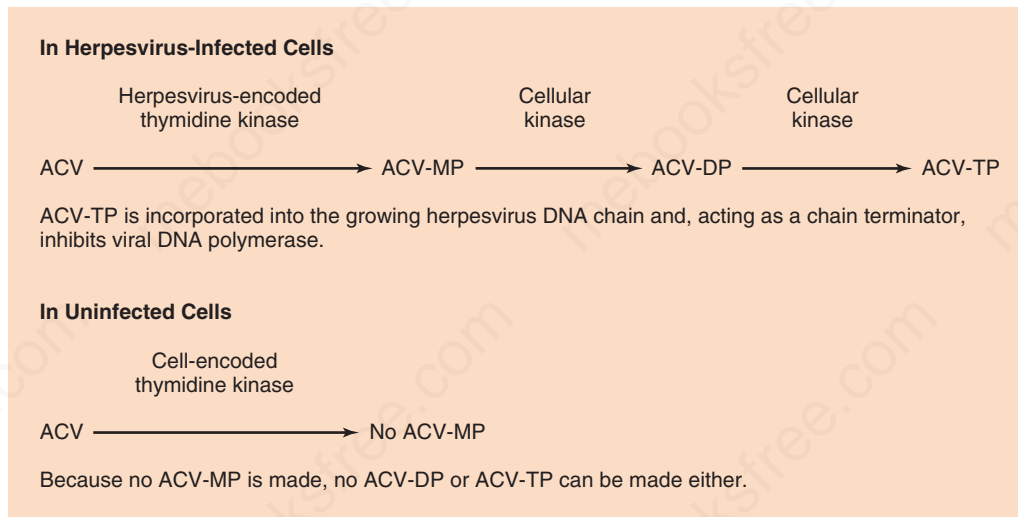 In Herpesvirus-Infected Cells
Herpesvirus-encoded
thymidine kinase
Cellular
kinase
Cellular
kinase
ACV
ACV-MP
ACV-DP
ACV-TP
ACV-TP is incorporated into the growing herpesvirus DNA chain and, acting as a chain terminator,
inhibits viral DNA polymerase.
In Uninfected Cells
Cell-encoded
thymidine kinase
ACV
No ACV-MP
Because no ACV-MP is made, no ACV-DP or ACV-TP can be made either.